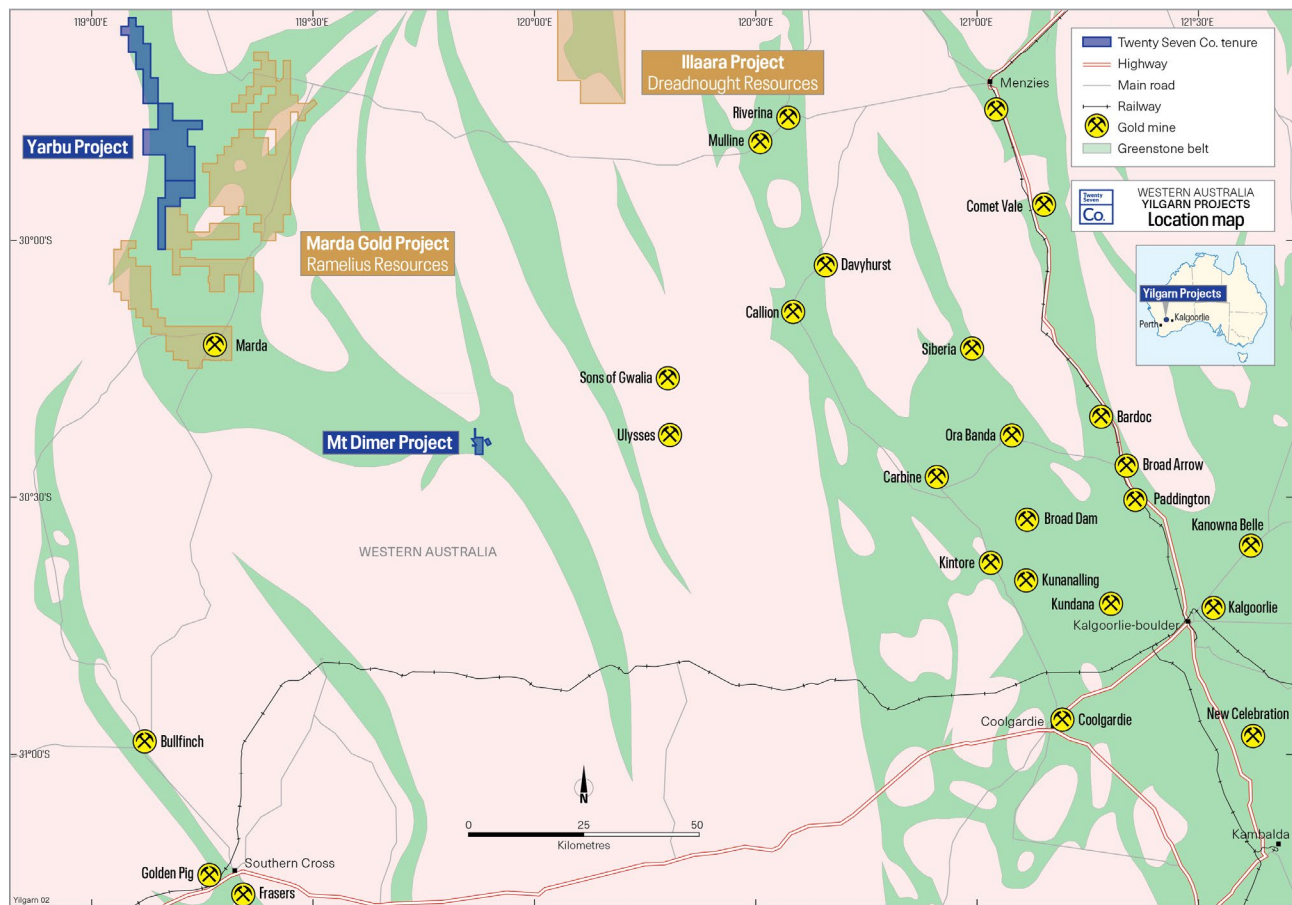 119°00'E
119°30'E
120°00'E
120°30'E
121°00'E
121°30'E
Twenty Seven Co. tenure
Highway
Main road
Railway
Gold mine
Greenstone belt
Twenty
Seven
Co.
WESTERN AUSTRALIA
YILGARN PROJECTS
Location map
Yilgarn Projects
Kalgoorlie
Perth
Illaara Project
Dreadnought Resources
Menzies
Riverina
Mulline
Yarbu Project
Comet Vale
30°00'S
Marda Gold Project
Ramelius Resources
Davyhurst
Callion
Marda
Siberia
Sons of Gwalia
Bardoc
Mt Dimer Project
Ulysses
Ora Banda
Broad Arrow
Carbine
30°30'S
Paddington
Broad Dam
Kanowna Belle
WESTERN AUSTRALIA
Kintore
Kunanalling
Kundana
Kalgoorlie
Kalgoorlie-boulder
New Celebration
Coolgardie
Coolgardie
Bullfinch
31°00'S
N
0 25 50
Kilometres
Kambalda
Southern Cross
Golden Pig
Frasers
Yilgarn 02